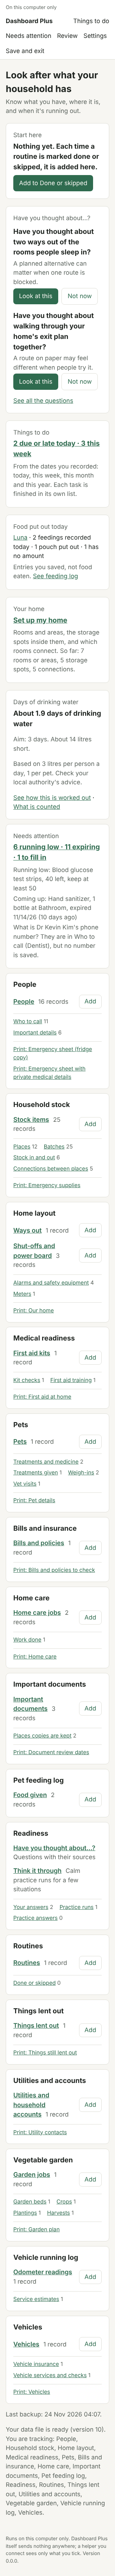 On this computer only
Dashboard Plus
Things to do
Needs attention
Review
Settings
Save and exit
Look after what your
household has
Know what you have, where it is,
and when it's running out.
Start here
Nothing yet. Each time a
routine is marked done or
skipped, it is added here.
Add to Done or skipped
Have you thought about...?
Have you thought about
two ways out of the
rooms people sleep in?
A planned alternative can
matter when one route is
blocked.
Look at this
Not now
Have you thought about
walking through your
home's exit plan
together?
A route on paper may feel
different when people try it.
Look at this
Not now
See all the questions
Things to do
2 due or late today · 3 this
week
From the dates you recorded:
today, this week, this month
and this year. Each task is
finished in its own list.
Food put out today
Luna · 2 feedings recorded
today · 1 pouch put out · 1 has
no amount
Entries you saved, not food
eaten. See feeding log
Your home
Set up my home
Rooms and areas, the storage
spots inside them, and which
rooms connect. So far: 7
rooms or areas, 5 storage
spots, 5 connections.
Days of drinking water
About 1.9 days of drinking
water
Aim: 3 days. About 14 litres
short.
Based on 3 litres per person a
day, 1 per pet. Check your
local authority's advice.
See how this is worked out ·
What is counted
Needs attention
6 running low · 11 expiring
· 1 to fill in
Running low: Blood glucose
test strips, 40 left, keep at
least 50
Coming up: Hand sanitizer, 1
bottle at Bathroom, expired
11/14/26 (10 days ago)
What is Dr Kevin Kim's phone
number? They are in Who to
call (Dentist), but no number
is saved.
People
People 16 records
Add
Who to call 11
Important details 6
Print: Emergency sheet (fridge
copy)
Print: Emergency sheet with
private medical details
Household stock
Stock items 25
records
Add
Places 12 Batches 25
Stock in and out 6
Connections between places 5
Print: Emergency supplies
Home layout
Ways out 1 record
Add
Shut-offs and
power board 3
records
Add
Alarms and safety equipment 4
Meters 1
Print: Our home
Medical readiness
First aid kits 1
record
Add
Kit checks 1 First aid training 1
Print: First aid at home
Pets
Pets 1 record
Add
Treatments and medicine 2
Treatments given 1 Weigh-ins 2
Vet visits 1
Print: Pet details
Bills and insurance
Bills and policies 1
record
Add
Print: Bills and policies to check
Home care
Home care jobs 2
records
Add
Work done 1
Print: Home care
Important documents
Important
documents 3
records
Add
Places copies are kept 2
Print: Document review dates
Pet feeding log
Food given 2
records
Add
Readiness
Have you thought about...?
Questions with their sources
Think it through Calm
practice runs for a few
situations
Your answers 2 Practice runs 1
Practice answers 0
Routines
Routines 1 record
Add
Done or skipped 0
Things lent out
Things lent out 1
record
Add
Print: Things still lent out
Utilities and accounts
Utilities and
household
accounts 1 record
Add
Print: Utility contacts
Vegetable garden
Garden jobs 1
record
Add
Garden beds 1 Crops 1
Plantings 1 Harvests 1
Print: Garden plan
Vehicle running log
Odometer readings
1 record
Add
Service estimates 1
Vehicles
Vehicles 1 record
Add
Vehicle insurance 1
Vehicle services and checks 1
Print: Vehicles
Last backup: 24 Nov 2026 04:07.
Your data file is ready (version 10).
You are tracking: People,
Household stock, Home layout,
Medical readiness, Pets, Bills and
Insurance, Home care, Important
documents, Pet feeding log,
Readiness, Routines, Things lent
out, Utilities and accounts,
Vegetable garden, Vehicle running
log, Vehicles.
Runs on this computer only. Dashboard Plus
itself sends nothing anywhere; a helper you
connect sees only what you tick. Version
0.0.0.